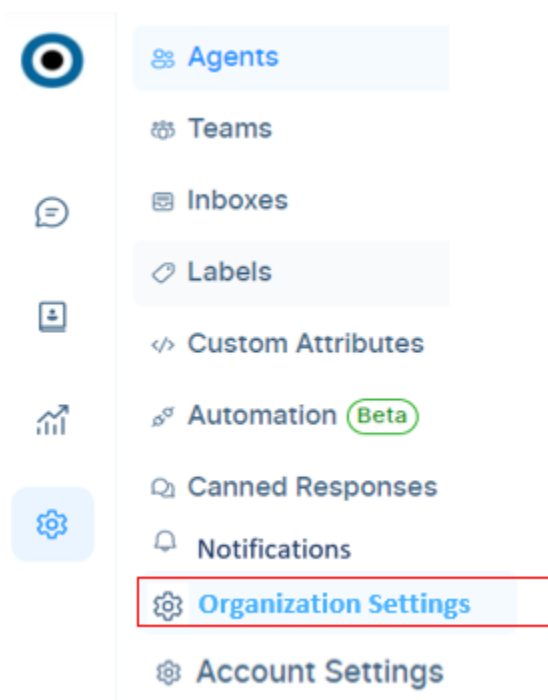 Agents
Teams
Inboxes
Labels
Custom Attributes
Automation Beta
Canned Responses
Notifications
Organization Settings
Account Settings